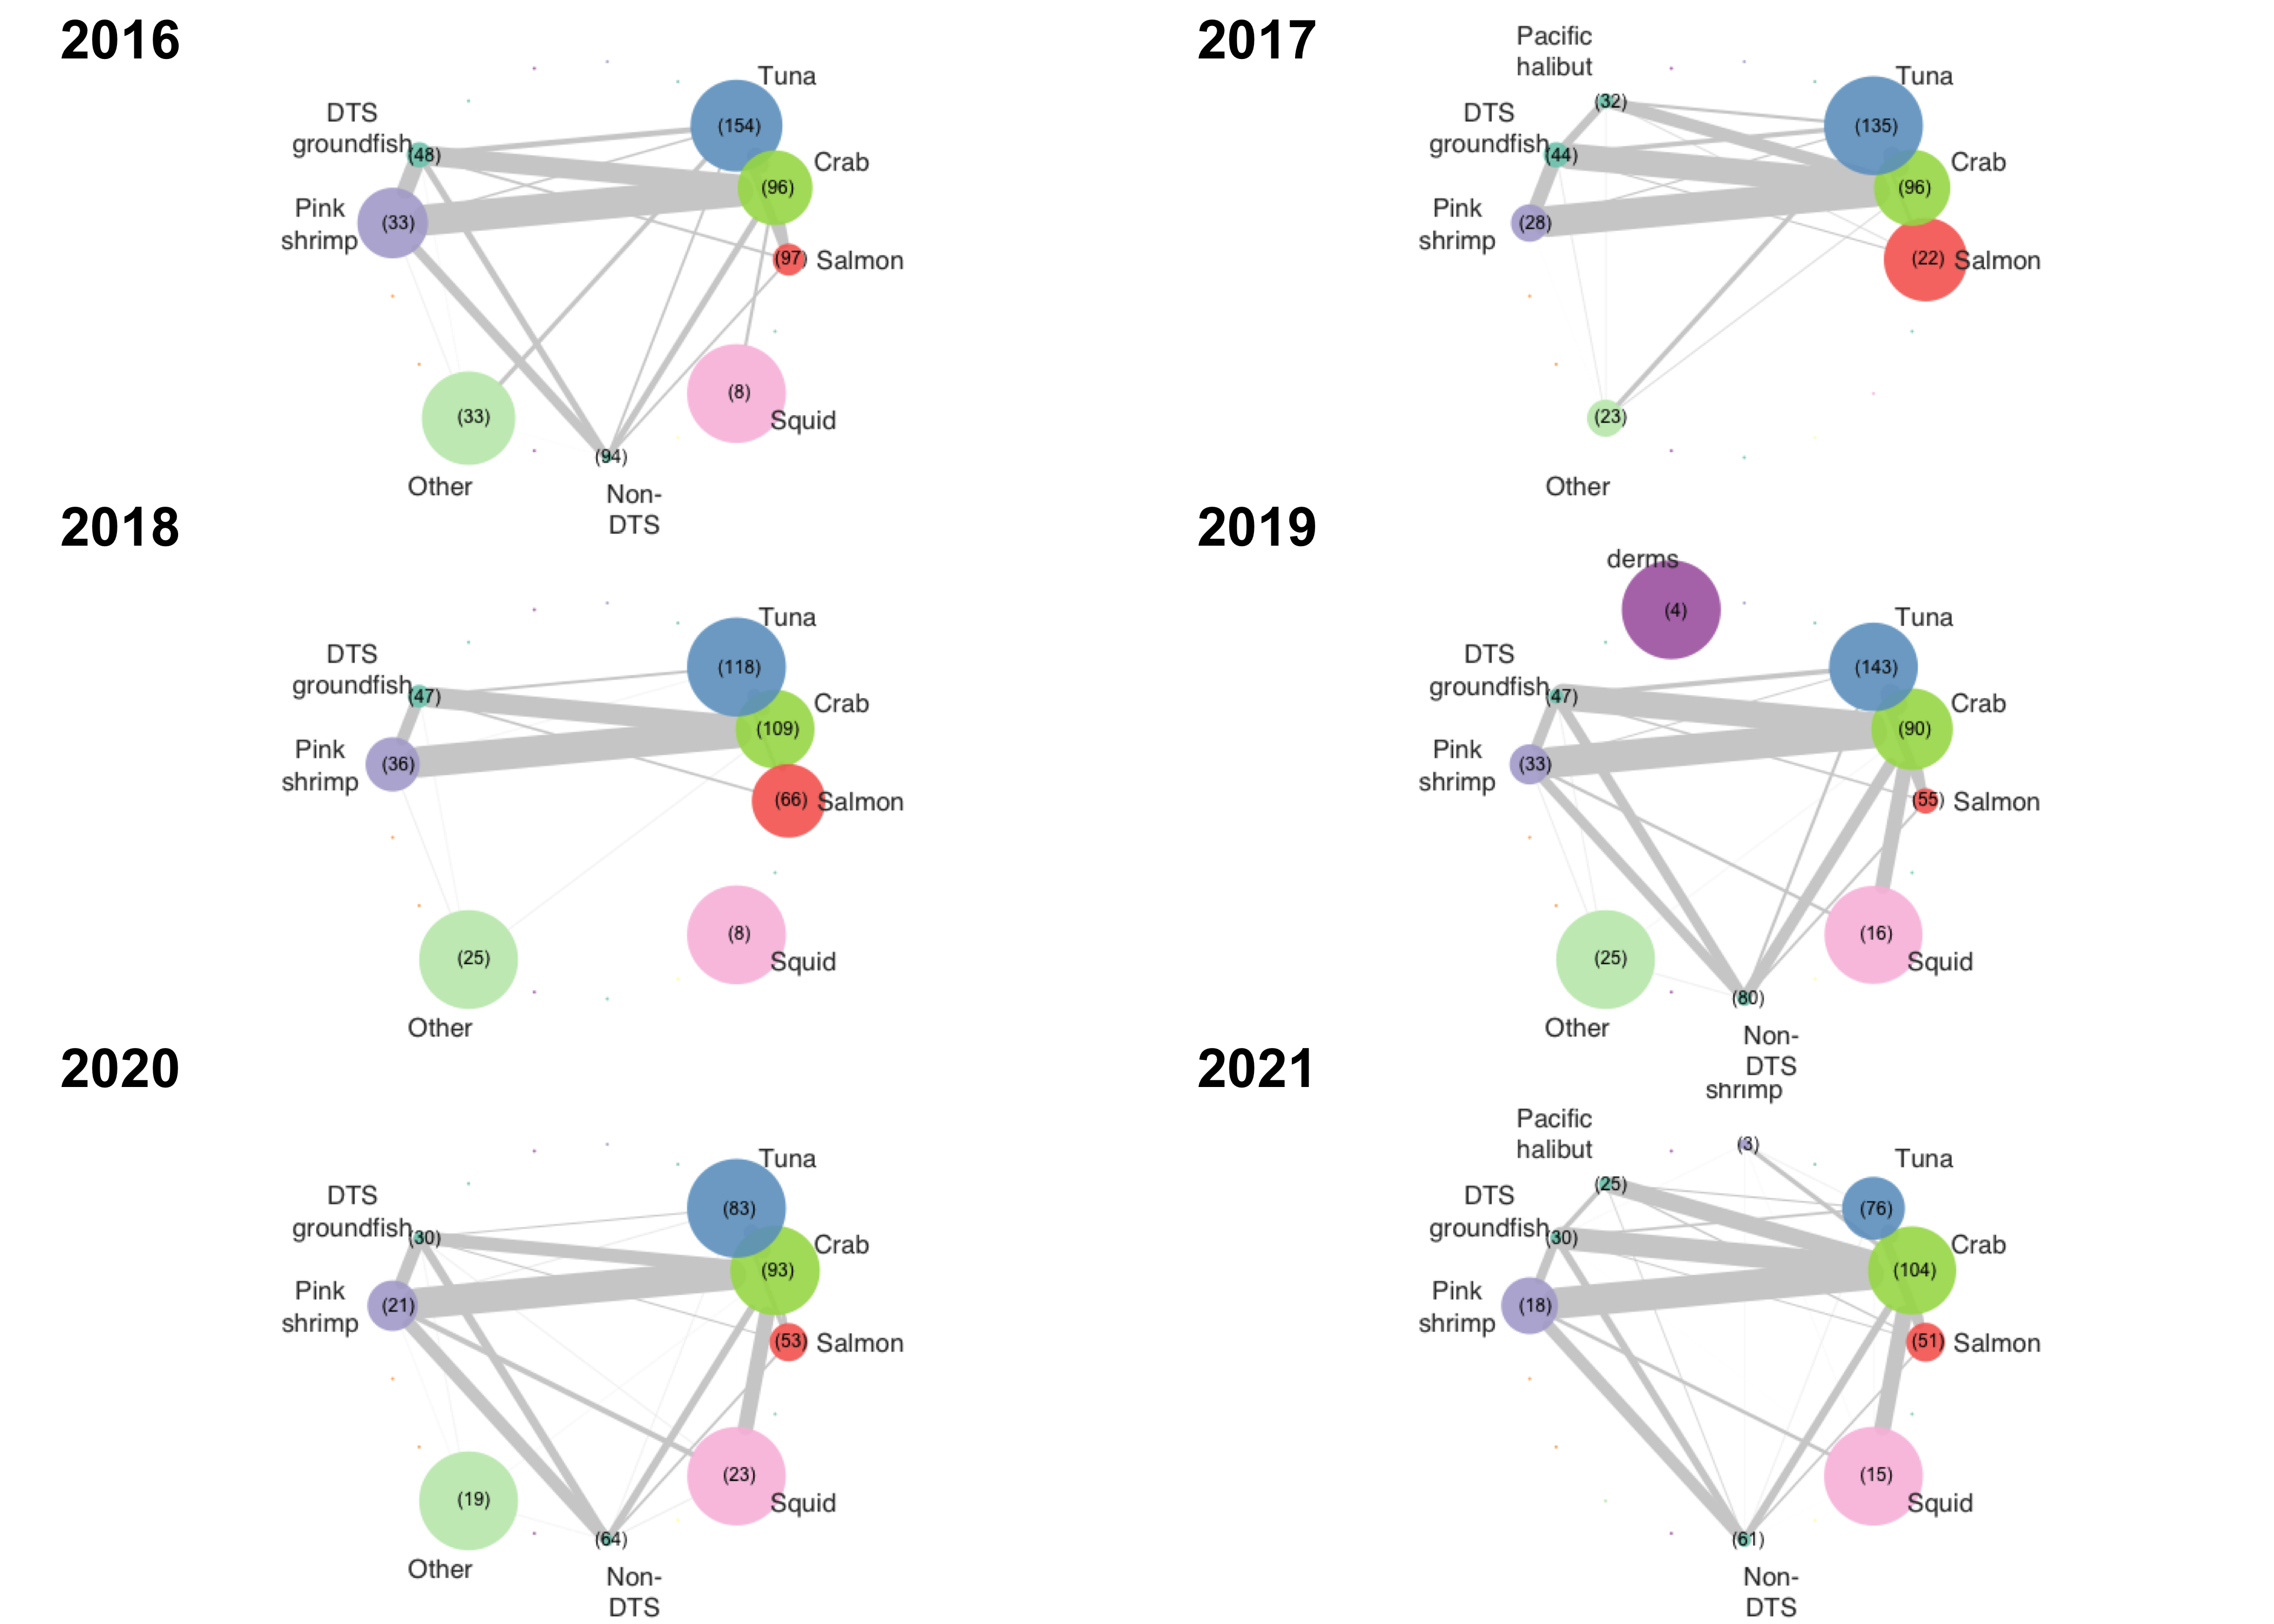 2016
Tuna
(154)
DTS
groundfish
(48)
Crab
(96)
Pink
shrimp
(33)
(97)
Salmon
(8)
Squid
(33)
Other
(94)
Non-
DTS
2017
Pacific
halibut
(32)
Tuna
(135)
DTS
groundfish
(44)
Crab
(96)
Pink
shrimp
(28)
(22)
Salmon
(23)
Other
2018
Tuna
(118)
DTS
groundfish
(47)
Crab
(109)
Pink
shrimp
(36)
(66)
Salmon
(8)
Squid
(25)
Other
2019
derms
(4)
Tuna
(143)
DTS
groundfish
(47)
Crab
(90)
Pink
shrimp
(33)
(55)
Salmon
(16)
Squid
(25)
Other
(80)
Non-
DTS
2020
Tuna
(83)
DTS
groundfish
(30)
Crab
(93)
Pink
shrimp
(21)
(53)
Salmon
(23)
Squid
(19)
Other
(64)
Non-
DTS
2021
shrimp
(3)
Pacific
halibut
(25)
Tuna
(76)
DTS
groundfish
(30)
Crab
(104)
Pink
shrimp
(18)
(51)
Salmon
(15)
Squid
(61)
Non-
DTS